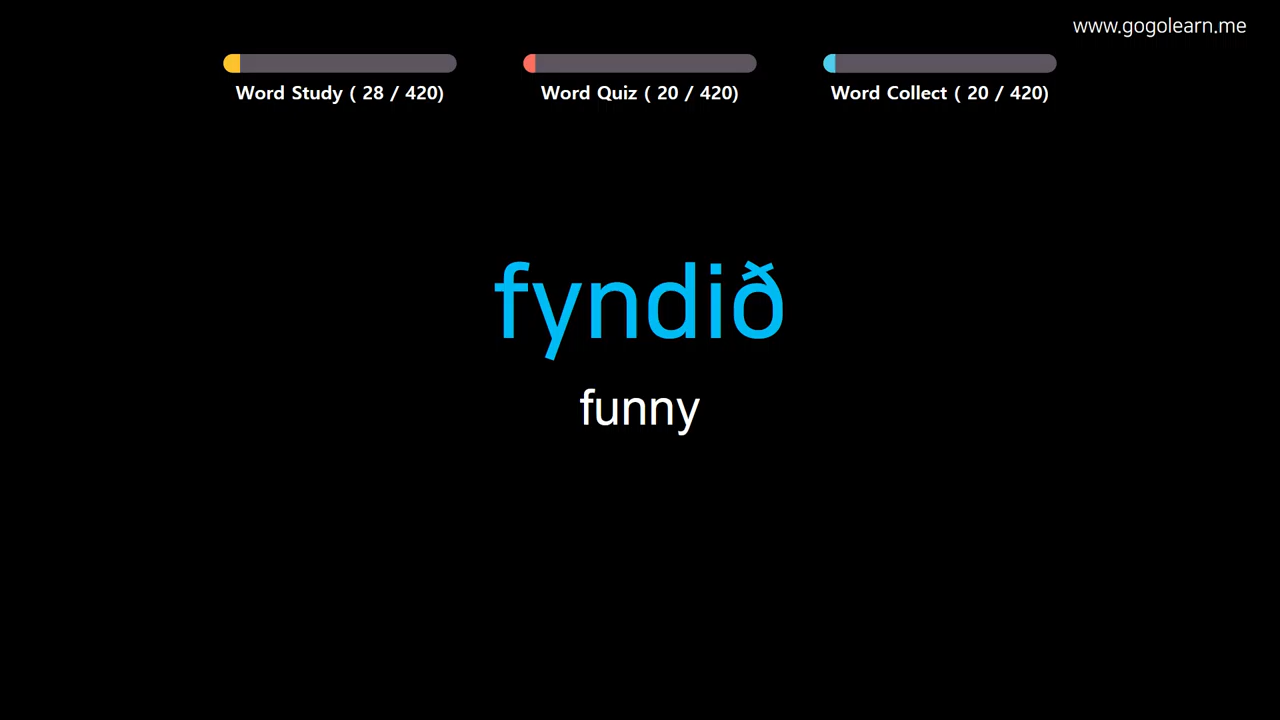 www.gogolearn.me
Word Study ( 28 / 420)
Word Quiz ( 20 / 420)
Word Collect ( 20 / 420)
fyndið
funny